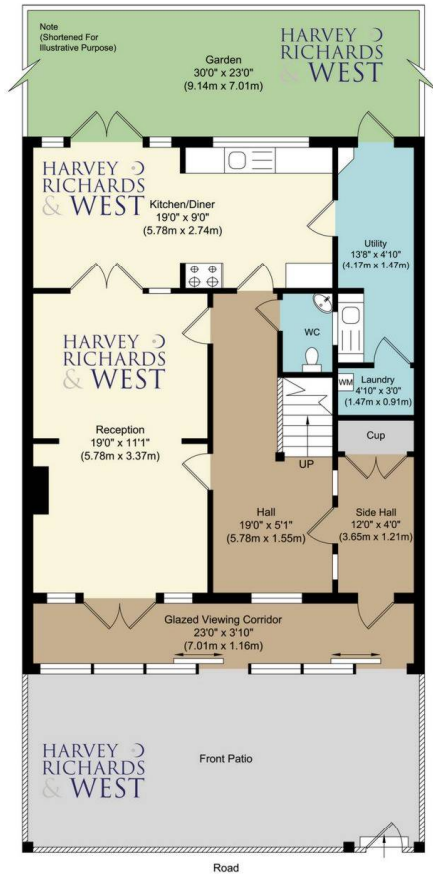 Note
(Shortened For
Illustrative Purpose)
HARVEY
RICHARDS
& WEST
Garden
30'0" x 23'0"
(9.14m x 7.01m)
HARVEY
RICHARDS
& WEST
Kitchen/Diner
19'0" x 9'0"
(5.78m x 2.74m)
Utility
13'8" x 4'10"
(4.17m x 1.47m)
HARVEY
RICHARDS
& WEST
WC
WM
Laundry
4'10" x 3'0"
(1.47m x 0.91m)
Reception
19'0" x 11'1"
(5.78m x 3.37m)
Cup
UP
Hall
19'0" x 5'1"
(5.78m x 1.55m)
Side Hall
12'0" x 4'0"
(3.65m x 1.21m)
Glazed Viewing Corridor
23'0" x 3'10"
(7.01m x 1.16m)
HARVEY
RICHARDS
& WEST
Front Patio
Road